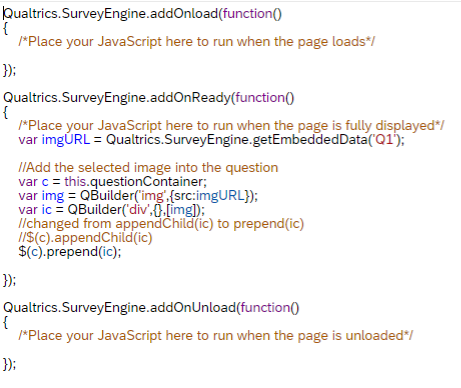 Qualtrics.SurveyEngine.addOnload(function()
{
/*Place your JavaScript here to run when the page loads*/
});
Qualtrics.SurveyEngine.addOnReady(function()
{
/*Place your JavaScript here to run when the page is fully displayed*/
var imgURL = Qualtrics.SurveyEngine.getEmbeddedData('Q1');
//Add the selected image into the question
var c = this.questionContainer;
var img = QBuilder('img',{src:imgURL});
var ic = QBuilder('div',{},[img]);
//changed from appendChild(ic) to prepend(ic)
//$(c).appendChild(ic)
$(c).prepend(ic);
});
Qualtrics.SurveyEngine.addOnUnload(function()
{
/*Place your JavaScript here to run when the page is unloaded*/
});